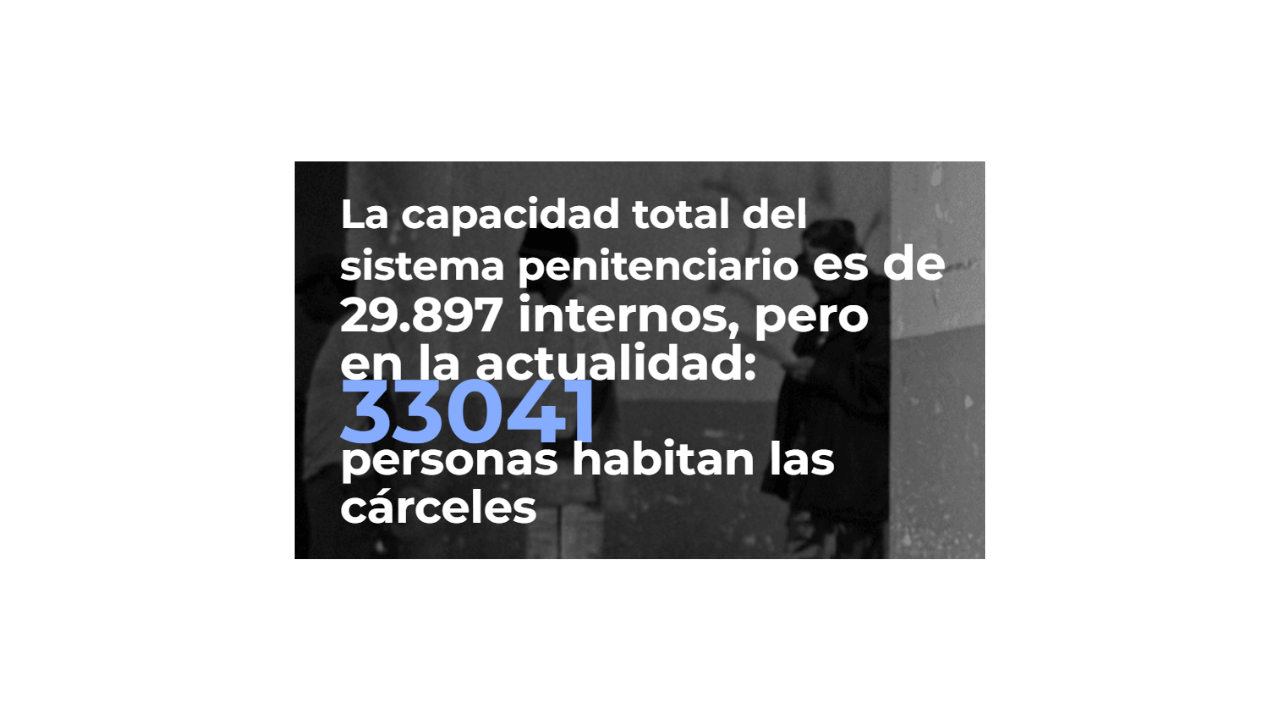 La capacidad total del
sistema penitenciario es de
29.897 internos, pero
en la actualidad:
33041
personas habitan las
cárceles